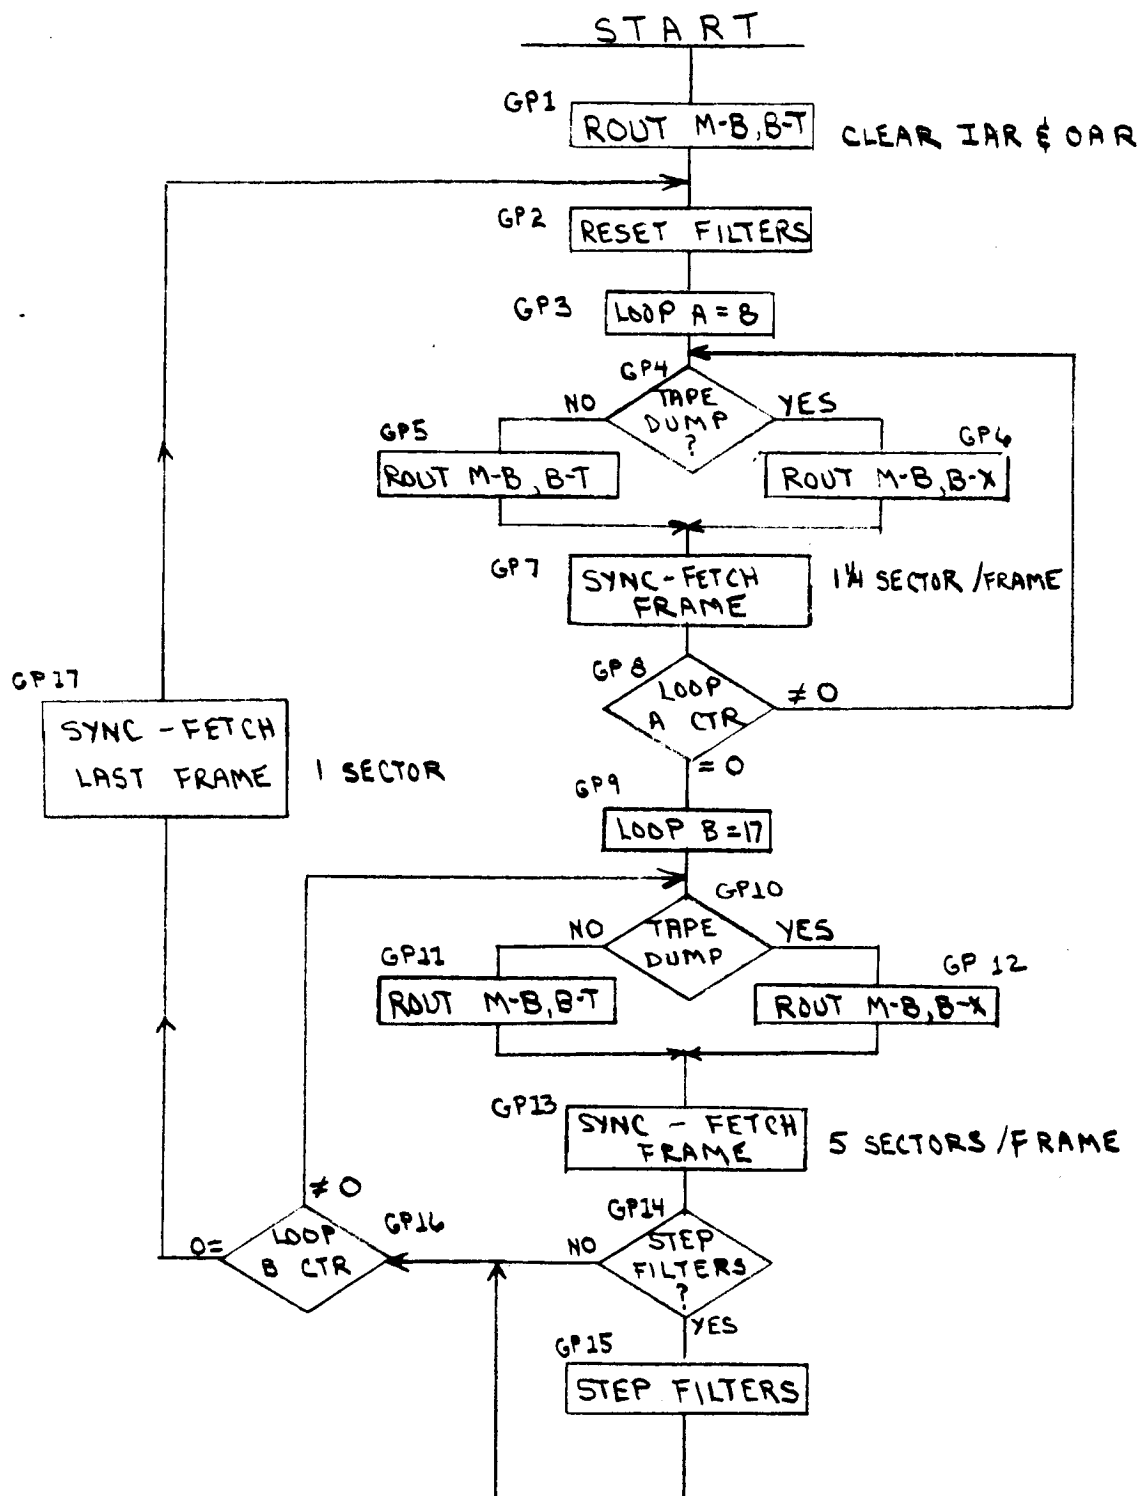 START
GP1
ROUT M-B, B-T
CLEAR IAR & OAR
GP2
RESET FILTERS
GP3
LOOP A = 8
GP4
TAPE
DUMP
?
NO
YES
GP5
ROUT M-B, B-T
GP6
ROUT M-B, B-X
GP7
SYNC-FETCH
FRAME
1 1/4 SECTOR/FRAME
GP8
LOOP
A CTR
≠ 0
= 0
GP17
SYNC - FETCH
LAST FRAME
1 SECTOR
GP9
LOOP B = 17
GP10
TAPE
DUMP
NO
YES
GP11
ROUT M-B, B-T
GP 12
ROUT M-B, B-X
GP13
SYNC - FETCH
FRAME
5 SECTORS/FRAME
GP14
STEP
FILTERS
?
NO
YES
GP16
LOOP
B CTR
≠ 0
0=
GP15
STEP FILTERS